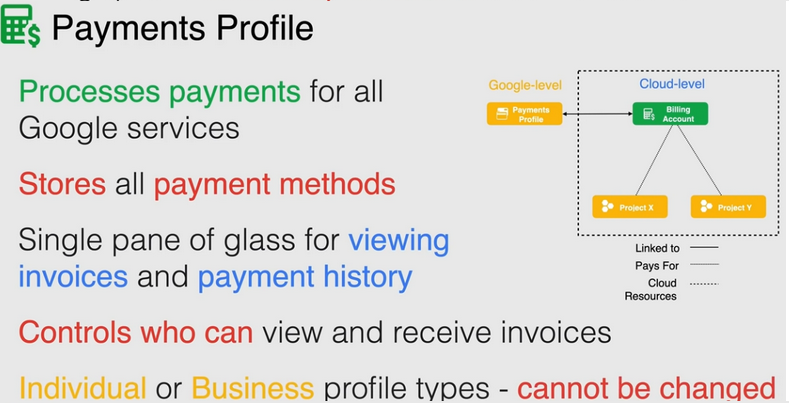 Payments Profile
Processes payments for all
Google services
Stores all payment methods
Single pane of glass for viewing
invoices and payment history
Controls who can view and receive invoices
Individual or Business profile types - cannot be changed
Google-level
Cloud-level
Payments
Profile
Billing
Account
Project X
Project Y
Linked to
Pays For
Cloud
Resources